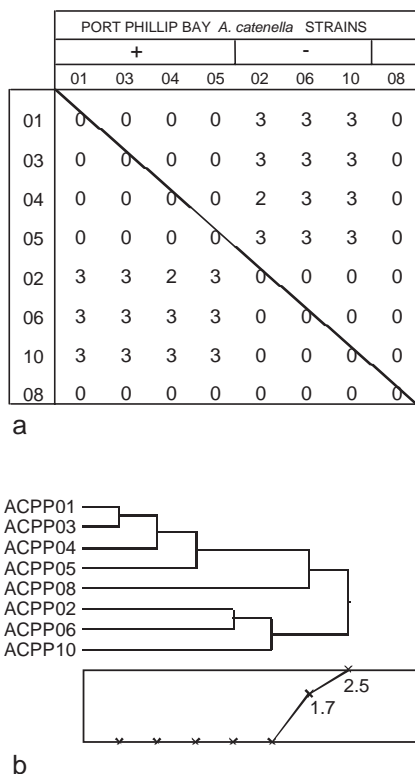 PORT PHILLIP BAY A. catenella STRAINS
+ -
01 03 04 05 02 06 10 08
01 0 0 0 0 3 3 3 0
03 0 0 0 0 3 3 3 0
04 0 0 0 0 2 3 3 0
05 0 0 0 0 3 3 3 0
02 3 3 2 3 0 0 0 0
06 3 3 3 3 0 0 0 0
10 3 3 3 3 0 0 0 0
08 0 0 0 0 0 0 0 0
a
ACPP01
ACPP03
ACPP04
ACPP05
ACPP08
ACPP02
ACPP06
ACPP10
2.5
1.7
b